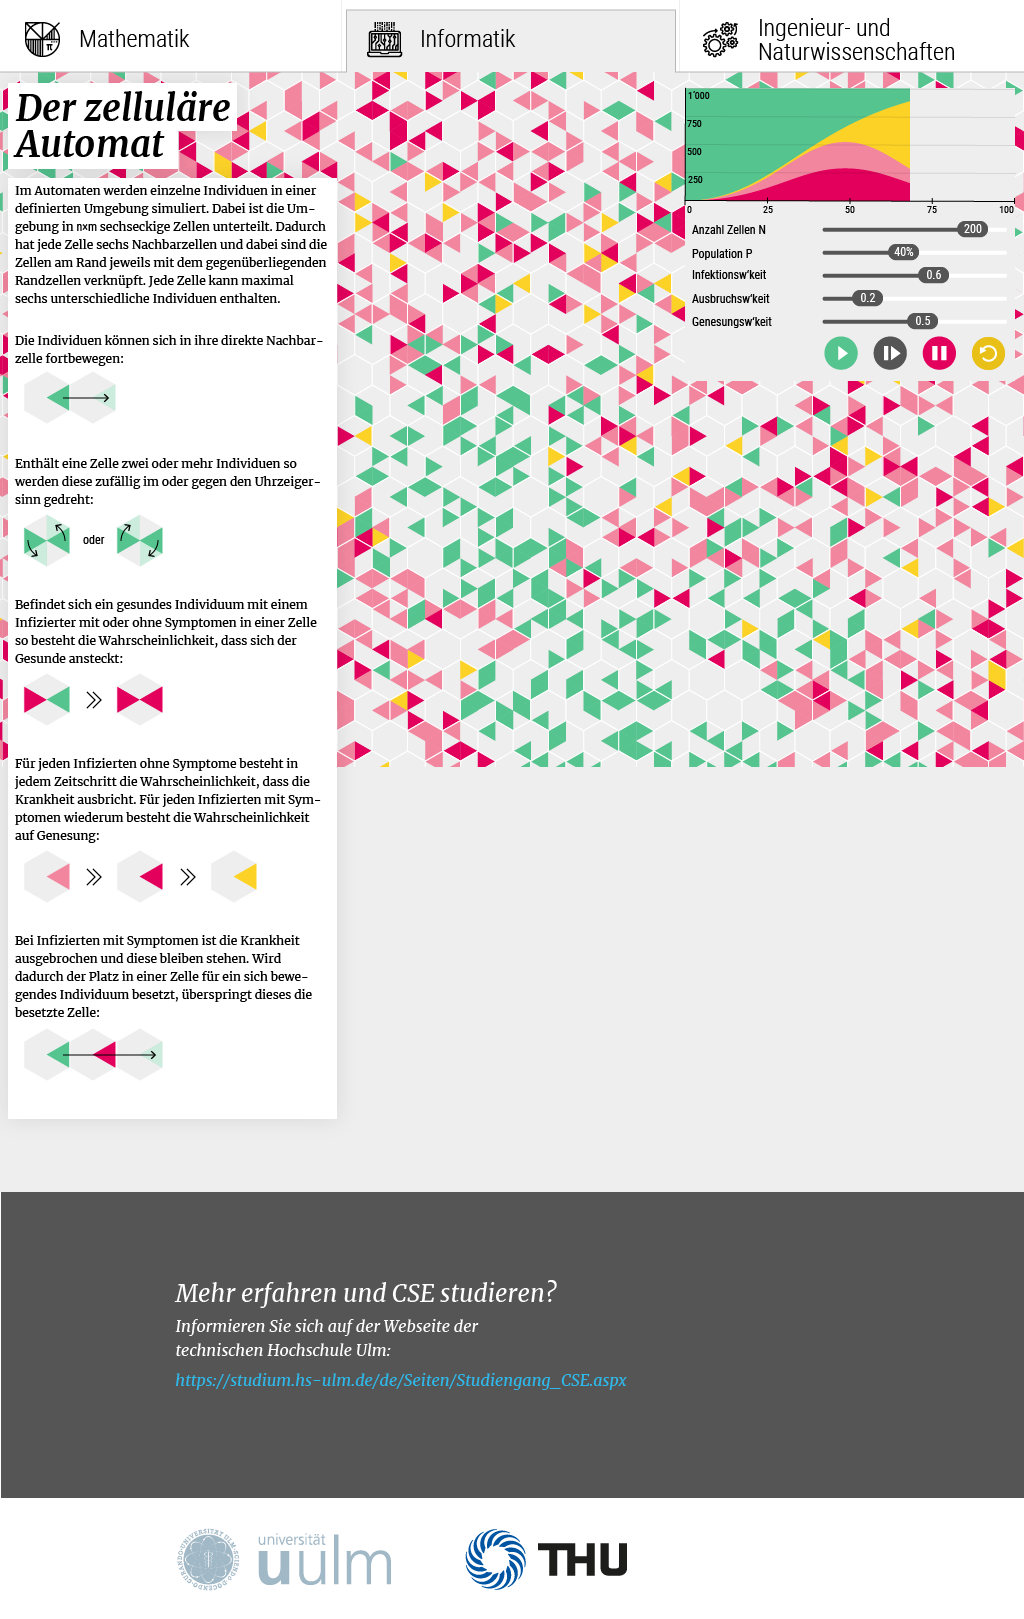 Mathematik
Informatik
Ingenieur- und
Naturwissenschaften
Der zelluläre
Automat
Im Automaten werden einzelne Individuen in einer
definierten Umgebung simuliert. Dabei ist die Um-
gebung in n×m sechseckige Zellen unterteilt. Dadurch
hat jede Zelle sechs Nachbarzellen und dabei sind die
Zellen am Rand jeweils mit dem gegenüberliegenden
Randzellen verknüpft. Jede Zelle kann maximal
sechs unterschiedliche Individuen enthalten.
Die Individuen können sich in ihre direkte Nachbar-
zelle fortbewegen:
Enthält eine Zelle zwei oder mehr Individuen so
werden diese zufällig im oder gegen den Uhrzeiger-
sinn gedreht:
oder
Befindet sich ein gesundes Individuum mit einem
Infizierter mit oder ohne Symptomen in einer Zelle
so besteht die Wahrscheinlichkeit, dass sich der
Gesunde ansteckt:
Für jeden Infizierten ohne Symptome besteht in
jedem Zeitschritt die Wahrscheinlichkeit, dass die
Krankheit ausbricht. Für jeden Infizierten mit Sym-
ptomen wiederum besteht die Wahrscheinlichkeit
auf Genesung:
Bei Infizierten mit Symptomen ist die Krankheit
ausgebrochen und diese bleiben stehen. Wird
dadurch der Platz in einer Zelle für ein sich bewe-
gendes Individuum besetzt, überspringt dieses die
besetzte Zelle:
1'000
750
500
250
0 25 50 75 100
Anzahl Zellen N 200
Population P 40%
Infektionsw'keit 0.6
Ausbruchsw'keit 0.2
Genesungsw'keit 0.5
Mehr erfahren und CSE studieren?
Informieren Sie sich auf der Webseite der
technischen Hochschule Ulm:
https://studium.hs-ulm.de/de/Seiten/Studiengang_CSE.aspx
universität
uulm
THU